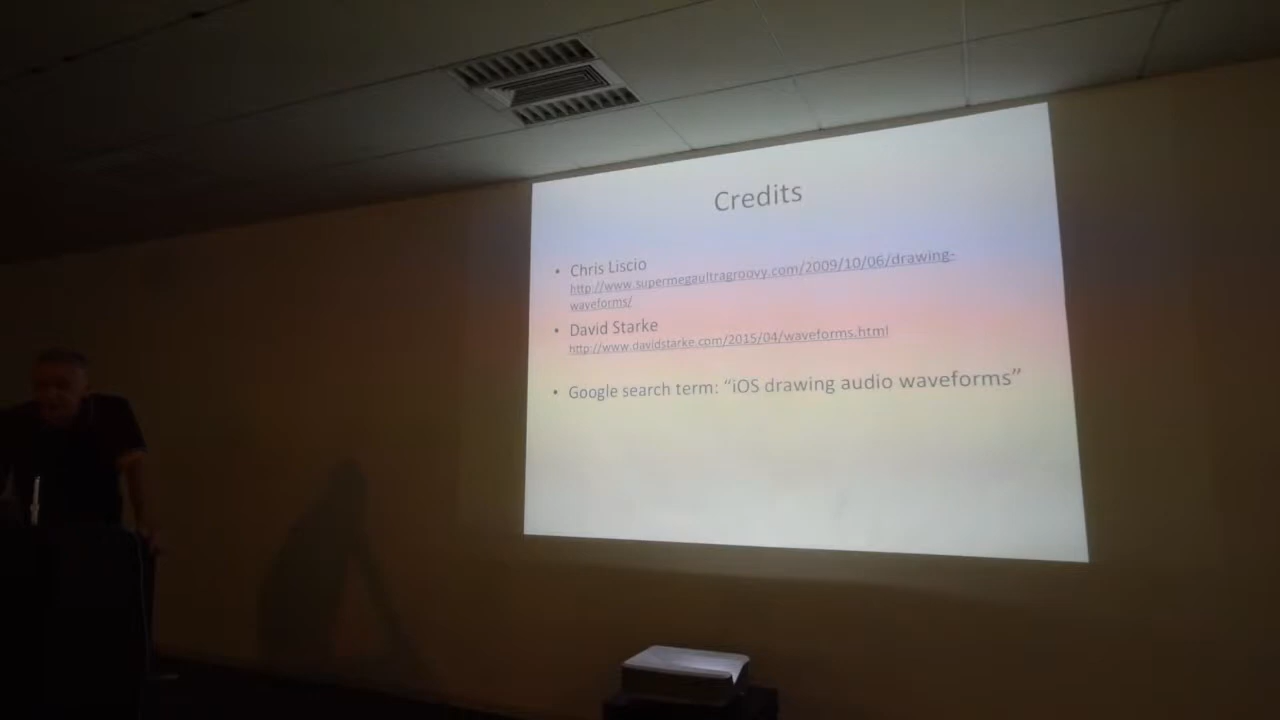 Credits
• Chris Liscio
http://www.supermegaultragroovy.com/2009/10/06/drawing-
waveforms/
• David Starke
http://www.davidstarke.com/2015/04/waveforms.html
• Google search term: “iOS drawing audio waveforms”